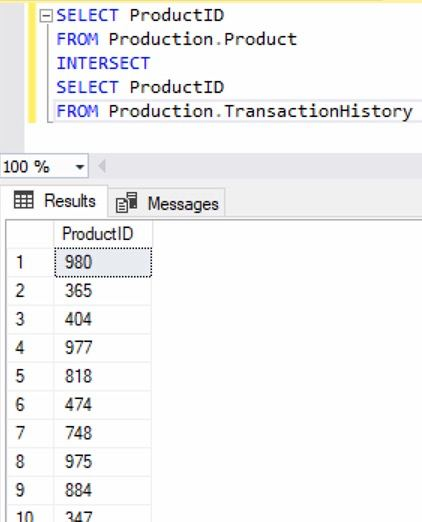 SELECT ProductID
FROM Production.Product
INTERSECT
SELECT ProductID
FROM Production.TransactionHistory
100 %
Results Messages
ProductID
1 980
2 365
3 404
4 977
5 818
6 474
7 748
8 975
9 884
10 347